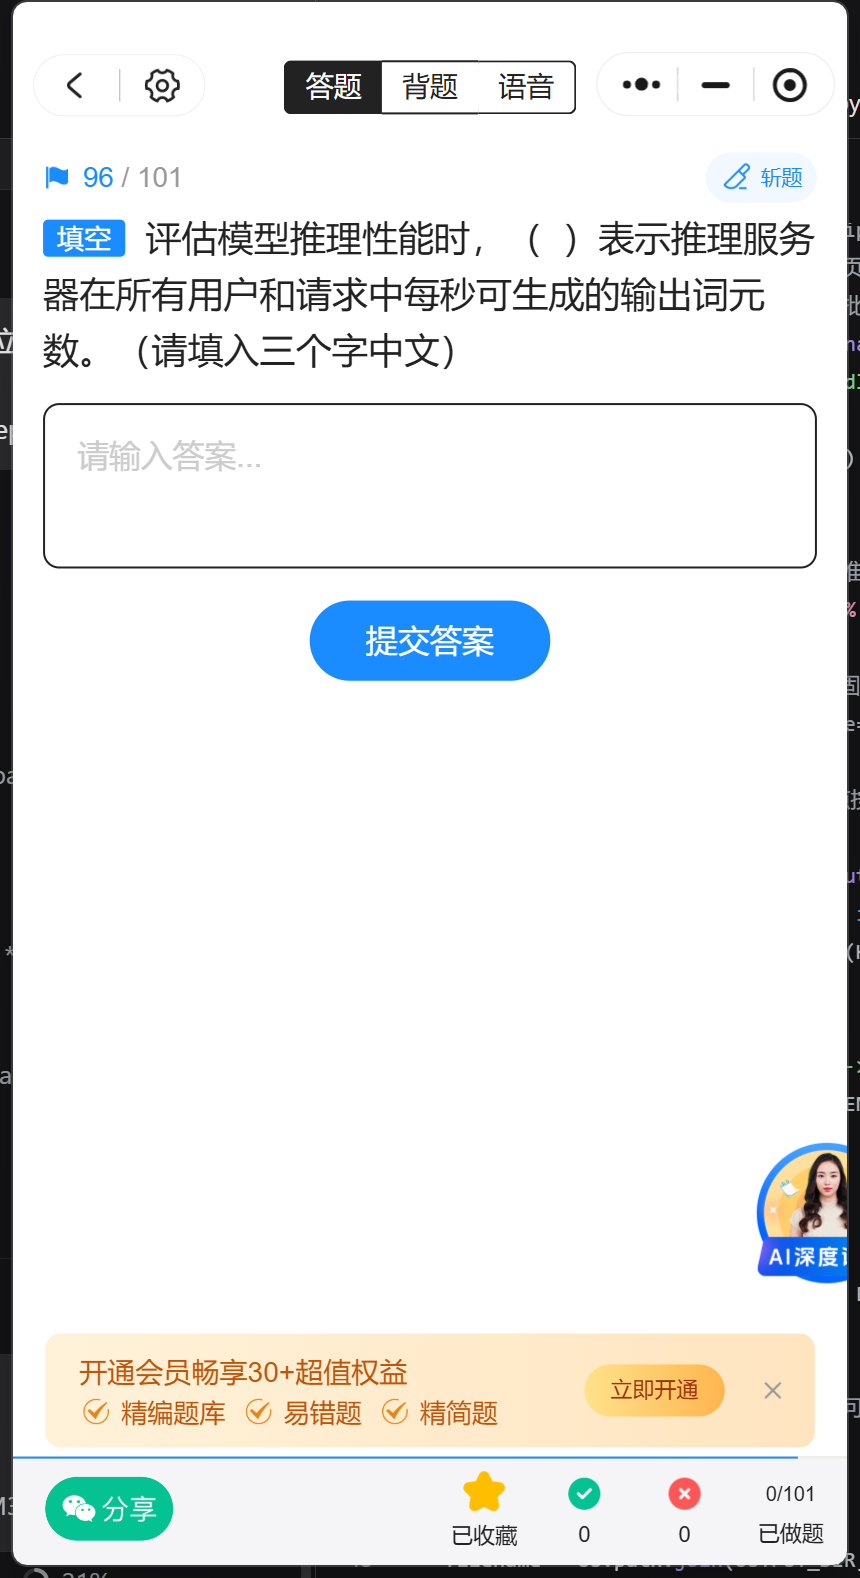 答题 背题 语音
96 / 101
斩题
填空 评估模型推理性能时，（ ）表示推理服务
器在所有用户和请求中每秒可生成的输出词元
数。（请填入三个字中文）
请输入答案...
提交答案
AI深度
开通会员畅享30+超值权益
精编题库 易错题 精简题
立即开通
分享
已收藏
0
0
0/101
已做题